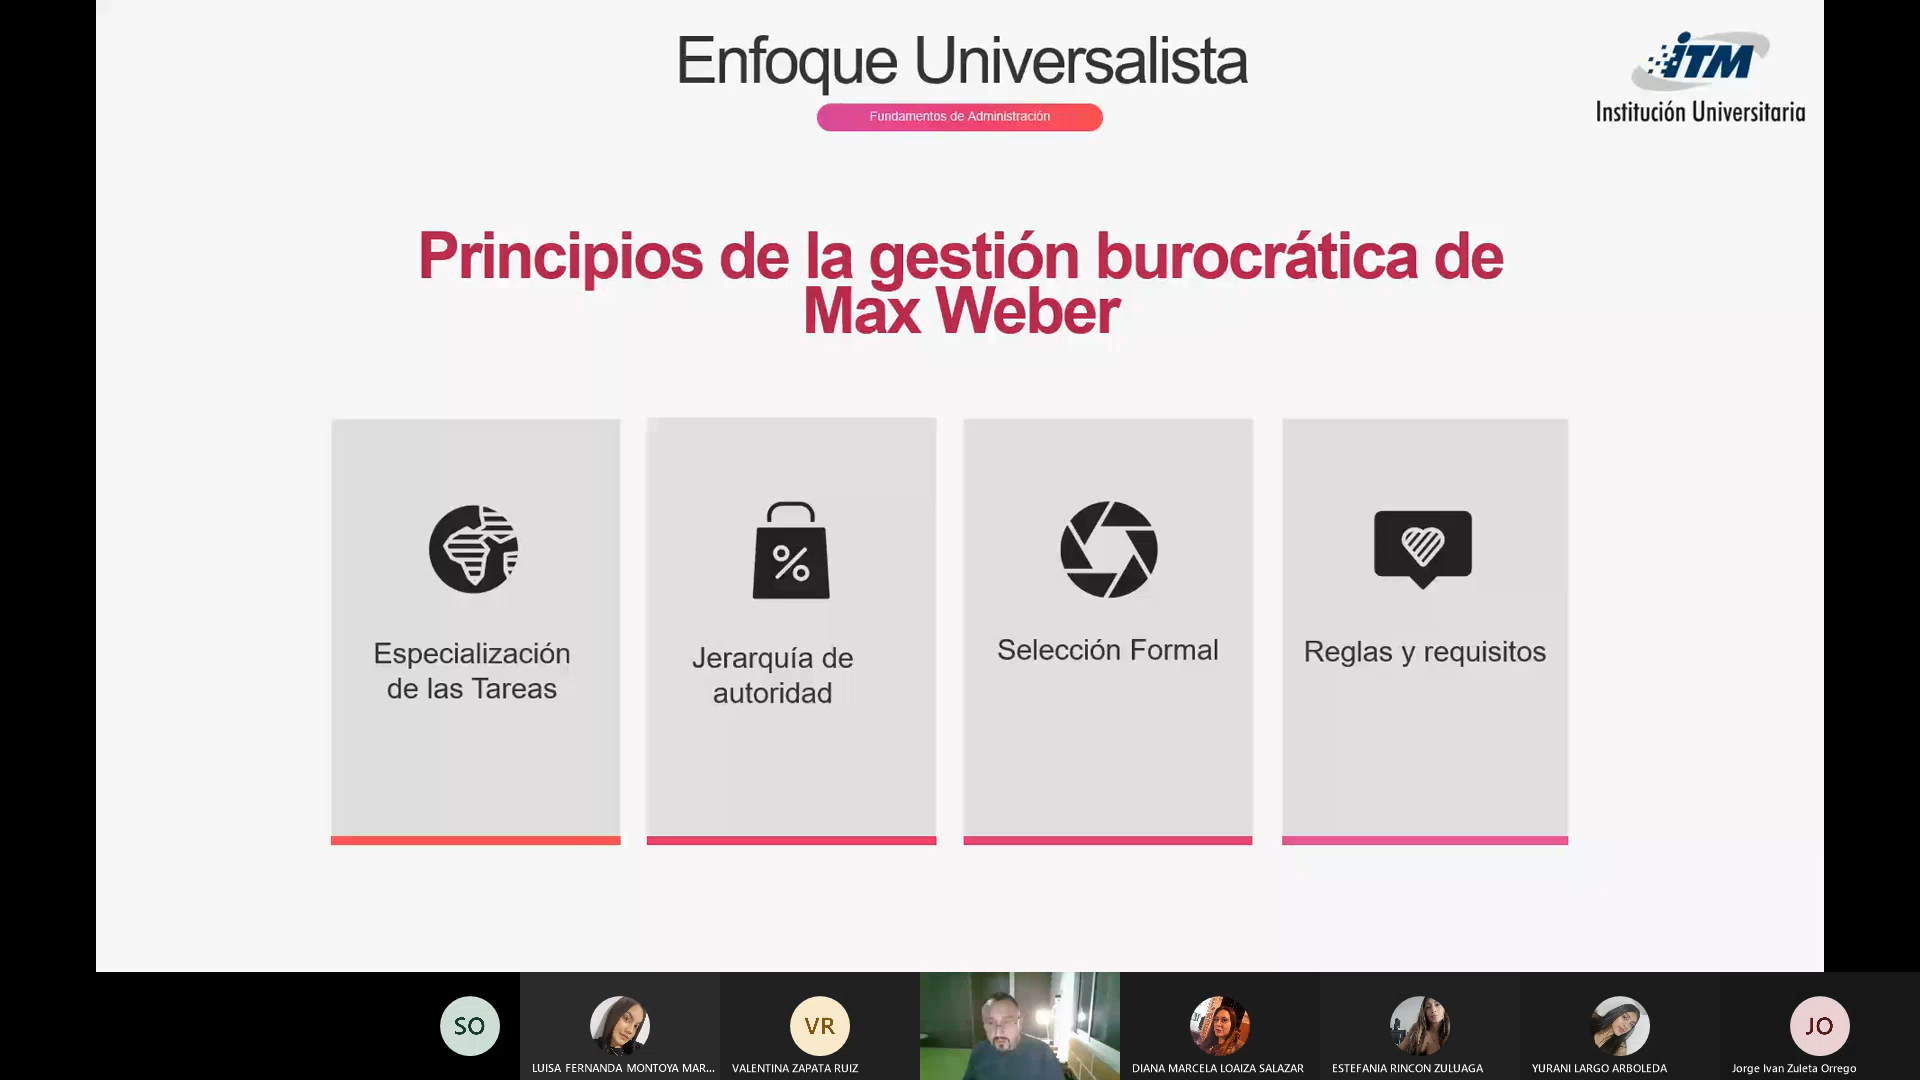 Enfoque Universalista
Fundamentos de Administración
iTM
Institución Universitaria
Principios de la gestión burocrática de
Max Weber
%
Especialización
de las Tareas
Jerarquía de
autoridad
Selección Formal
Reglas y requisitos
SO
LUISA FERNANDA MONTOYA MAR...
VR
VALENTINA ZAPATA RUIZ
DIANA MARCELA LOAIZA SALAZAR
ESTEFANIA RINCON ZULUAGA
YURANI LARGO ARBOLEDA
JO
Jorge Ivan Zuleta Orrego